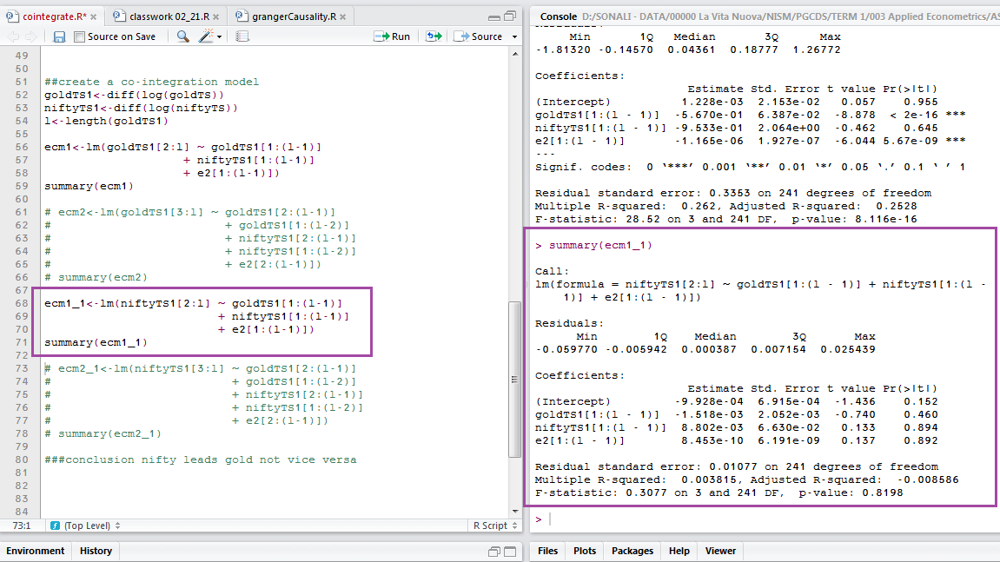 cointegrate.R* × classwork 02_21.R × grangerCausality.R ×
Source on Save Run Source
49
50
51 ##create a co-integration model
52 goldTS1<-diff(log(goldTS))
53 niftyTS1<-diff(log(niftyTS))
54 l<-length(goldTS1)
55
56 ecm1<-lm(goldTS1[2:l] ~ goldTS1[1:(l-1)]
57 + niftyTS1[1:(l-1)]
58 + e2[1:(l-1)])
59 summary(ecm1)
60
61 # ecm2<-lm(goldTS1[3:l] ~ goldTS1[2:(l-1)]
62 # + goldTS1[1:(l-2)]
63 # + niftyTS1[2:(l-1)]
64 # + niftyTS1[1:(l-2)]
65 # + e2[2:(l-1)])
66 # summary(ecm2)
67
68 ecm1_1<-lm(niftyTS1[2:l] ~ goldTS1[1:(l-1)]
69 + niftyTS1[1:(l-1)]
70 + e2[1:(l-1)])
71 summary(ecm1_1)
72
73 # ecm2_1<-lm(niftyTS1[3:l] ~ goldTS1[2:(l-1)]
74 # + goldTS1[1:(l-2)]
75 # + niftyTS1[2:(l-1)]
76 # + niftyTS1[1:(l-2)]
77 # + e2[2:(l-1)])
78 # summary(ecm2_1)
79
80 ###conclusion nifty leads gold not vice versa
81
82
83
84
73:1 (Top Level) R Script
Environment History
Console D:/SONALI - DATA/00000 La Vita Nuova/NISM/PGCDS/TERM 1/003 Applied Econometrics/AS
Residuals:
Min 1Q Median 3Q Max
-1.81320 -0.14570 0.04361 0.18777 1.26772
Coefficients:
Estimate Std. Error t value Pr(>|t|)
(Intercept) 1.228e-03 2.153e-02 0.057 0.955
goldTS1[1:(l - 1)] -5.670e-01 6.387e-02 -8.878 < 2e-16 ***
niftyTS1[1:(l - 1)] -9.533e-01 2.064e+00 -0.462 0.645
e2[1:(l - 1)] -1.165e-06 1.927e-07 -6.044 5.67e-09 ***
---
Signif. codes: 0 ‘***’ 0.001 ‘**’ 0.01 ‘*’ 0.05 ‘.’ 0.1 ‘ ’ 1
Residual standard error: 0.3353 on 241 degrees of freedom
Multiple R-squared: 0.262, Adjusted R-squared: 0.2528
F-statistic: 28.52 on 3 and 241 DF, p-value: 8.116e-16
> summary(ecm1_1)
Call:
lm(formula = niftyTS1[2:l] ~ goldTS1[1:(l - 1)] + niftyTS1[1:(l -
1)] + e2[1:(l - 1)])
Residuals:
Min 1Q Median 3Q Max
-0.059770 -0.005942 0.000387 0.007154 0.025439
Coefficients:
Estimate Std. Error t value Pr(>|t|)
(Intercept) -9.928e-04 6.915e-04 -1.436 0.152
goldTS1[1:(l - 1)] -1.518e-03 2.052e-03 -0.740 0.460
niftyTS1[1:(l - 1)] 8.802e-03 6.630e-02 0.133 0.894
e2[1:(l - 1)] 8.453e-10 6.191e-09 0.137 0.892
Residual standard error: 0.01077 on 241 degrees of freedom
Multiple R-squared: 0.003815, Adjusted R-squared: -0.008586
F-statistic: 0.3077 on 3 and 241 DF, p-value: 0.8198
>
Files Plots Packages Help Viewer